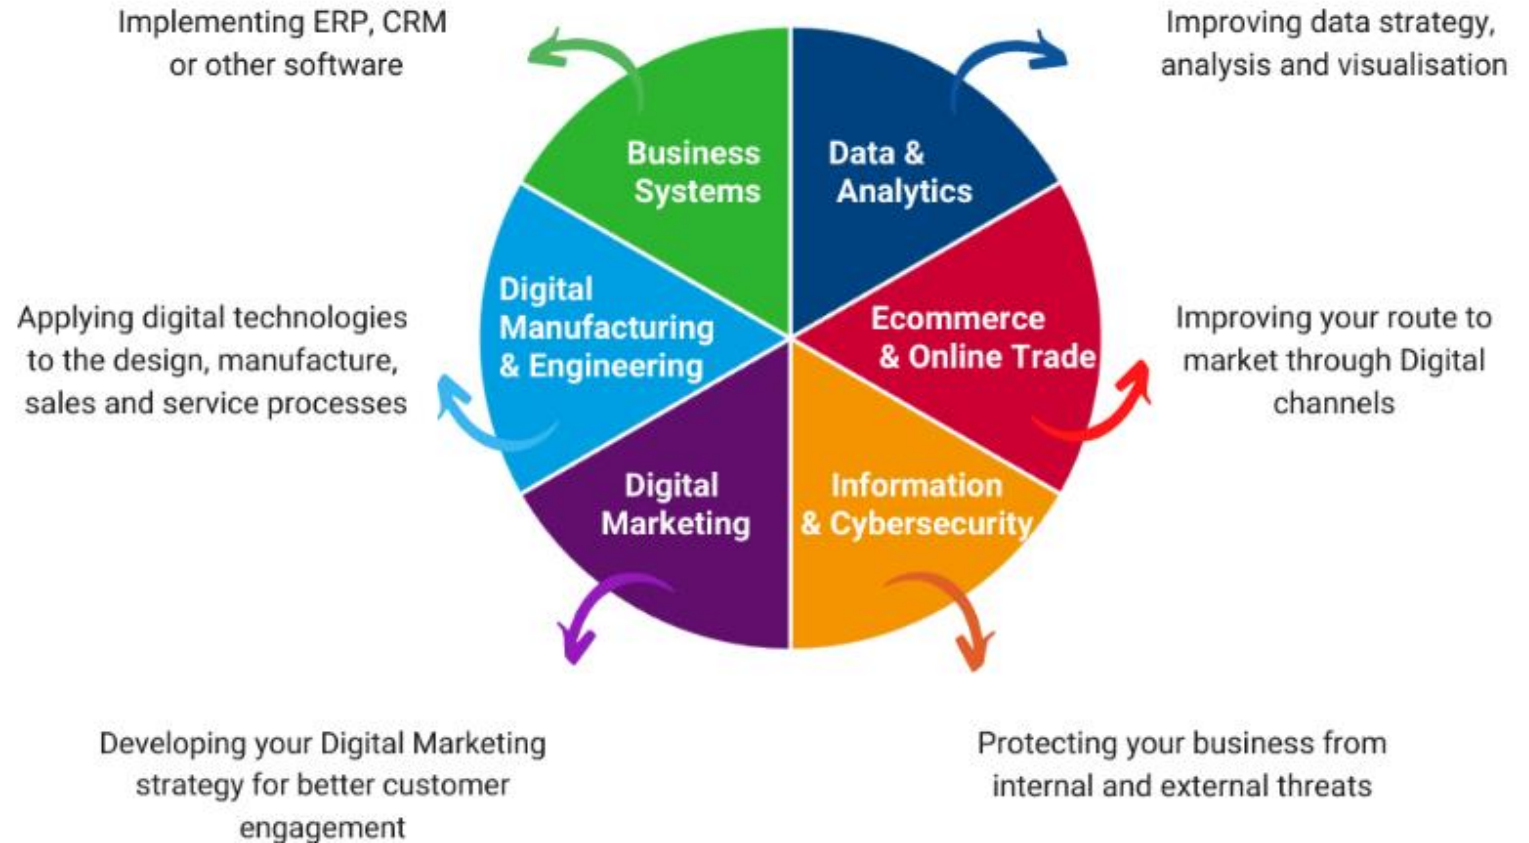 Implementing ERP, CRM
or other software
Improving data strategy,
analysis and visualisation
Business
Systems
Data &
Analytics
Digital
Manufacturing
& Engineering
Ecommerce
& Online Trade
Applying digital technologies
to the design, manufacture,
sales and service processes
Improving your route to
market through Digital
channels
Digital
Marketing
Information
& Cybersecurity
Developing your Digital Marketing
strategy for better customer
engagement
Protecting your business from
internal and external threats